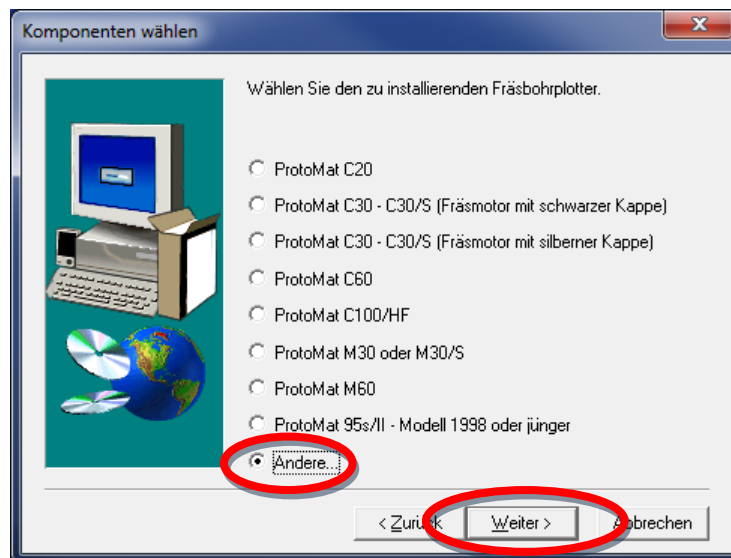 Komponenten wählen
Wählen Sie den zu installierenden Fräsbohrplotter.
ProtoMat C20
ProtoMat C30 - C30/S (Fräsmotor mit schwarzer Kappe)
ProtoMat C30 - C30/S (Fräsmotor mit silberner Kappe)
ProtoMat C60
ProtoMat C100/HF
ProtoMat M30 oder M30/S
ProtoMat M60
ProtoMat 95s/II - Modell 1998 oder jünger
Andere...
< Zurück Weiter > Abbrechen